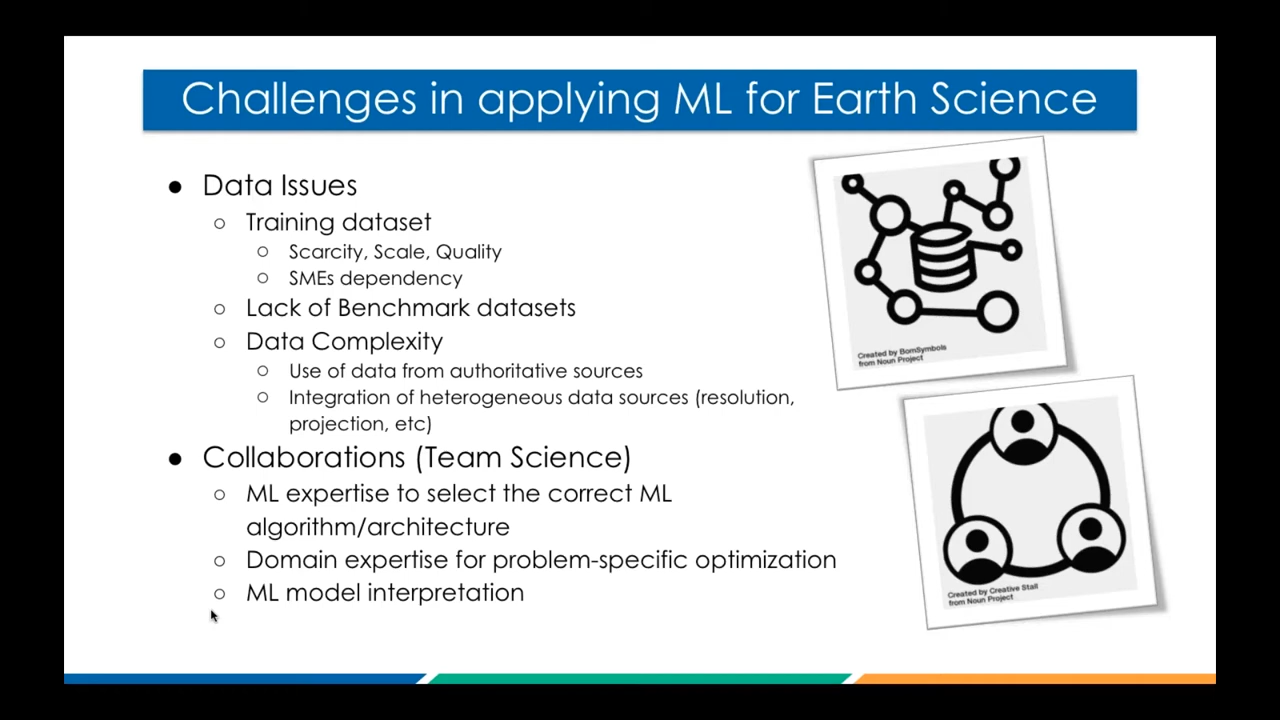 Challenges in applying ML for Earth Science
● Data Issues
○ Training dataset
○ Scarcity, Scale, Quality
○ SMEs dependency
○ Lack of Benchmark datasets
○ Data Complexity
○ Use of data from authoritative sources
○ Integration of heterogeneous data sources (resolution,
projection, etc)
● Collaborations (Team Science)
○ ML expertise to select the correct ML
algorithm/architecture
○ Domain expertise for problem-specific optimization
○ ML model interpretation
Created by BomSymbols
from Noun Project
Created by Creative Stall
from Noun Project